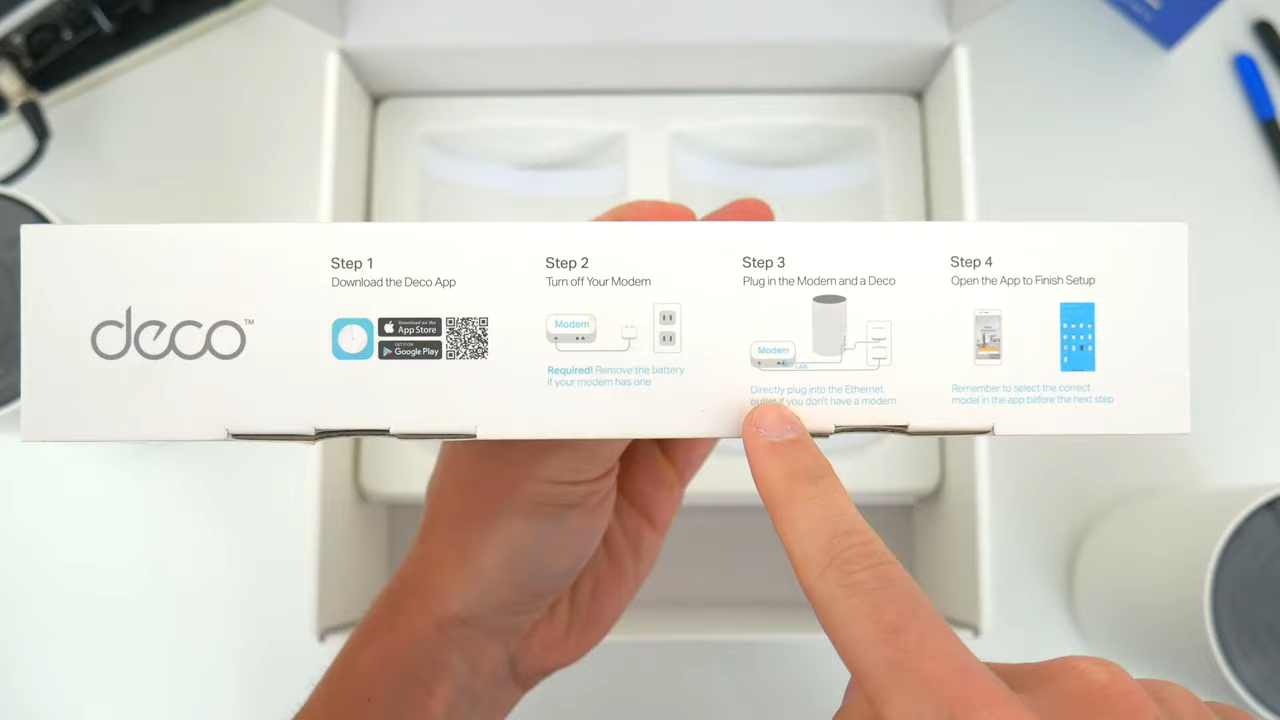 deco™
Step 1
Download the Deco App
Download on the
App Store
GET IT ON
Google Play
Step 2
Turn off Your Modem
Modem
Required! Remove the battery
if your modem has one
Step 3
Plug in the Modem and a Deco
Modem
LAN
Directly plug into the Ethernet
outlet if you don't have a modem
Step 4
Open the App to Finish Setup
Remember to select the correct
model in the app before the next step